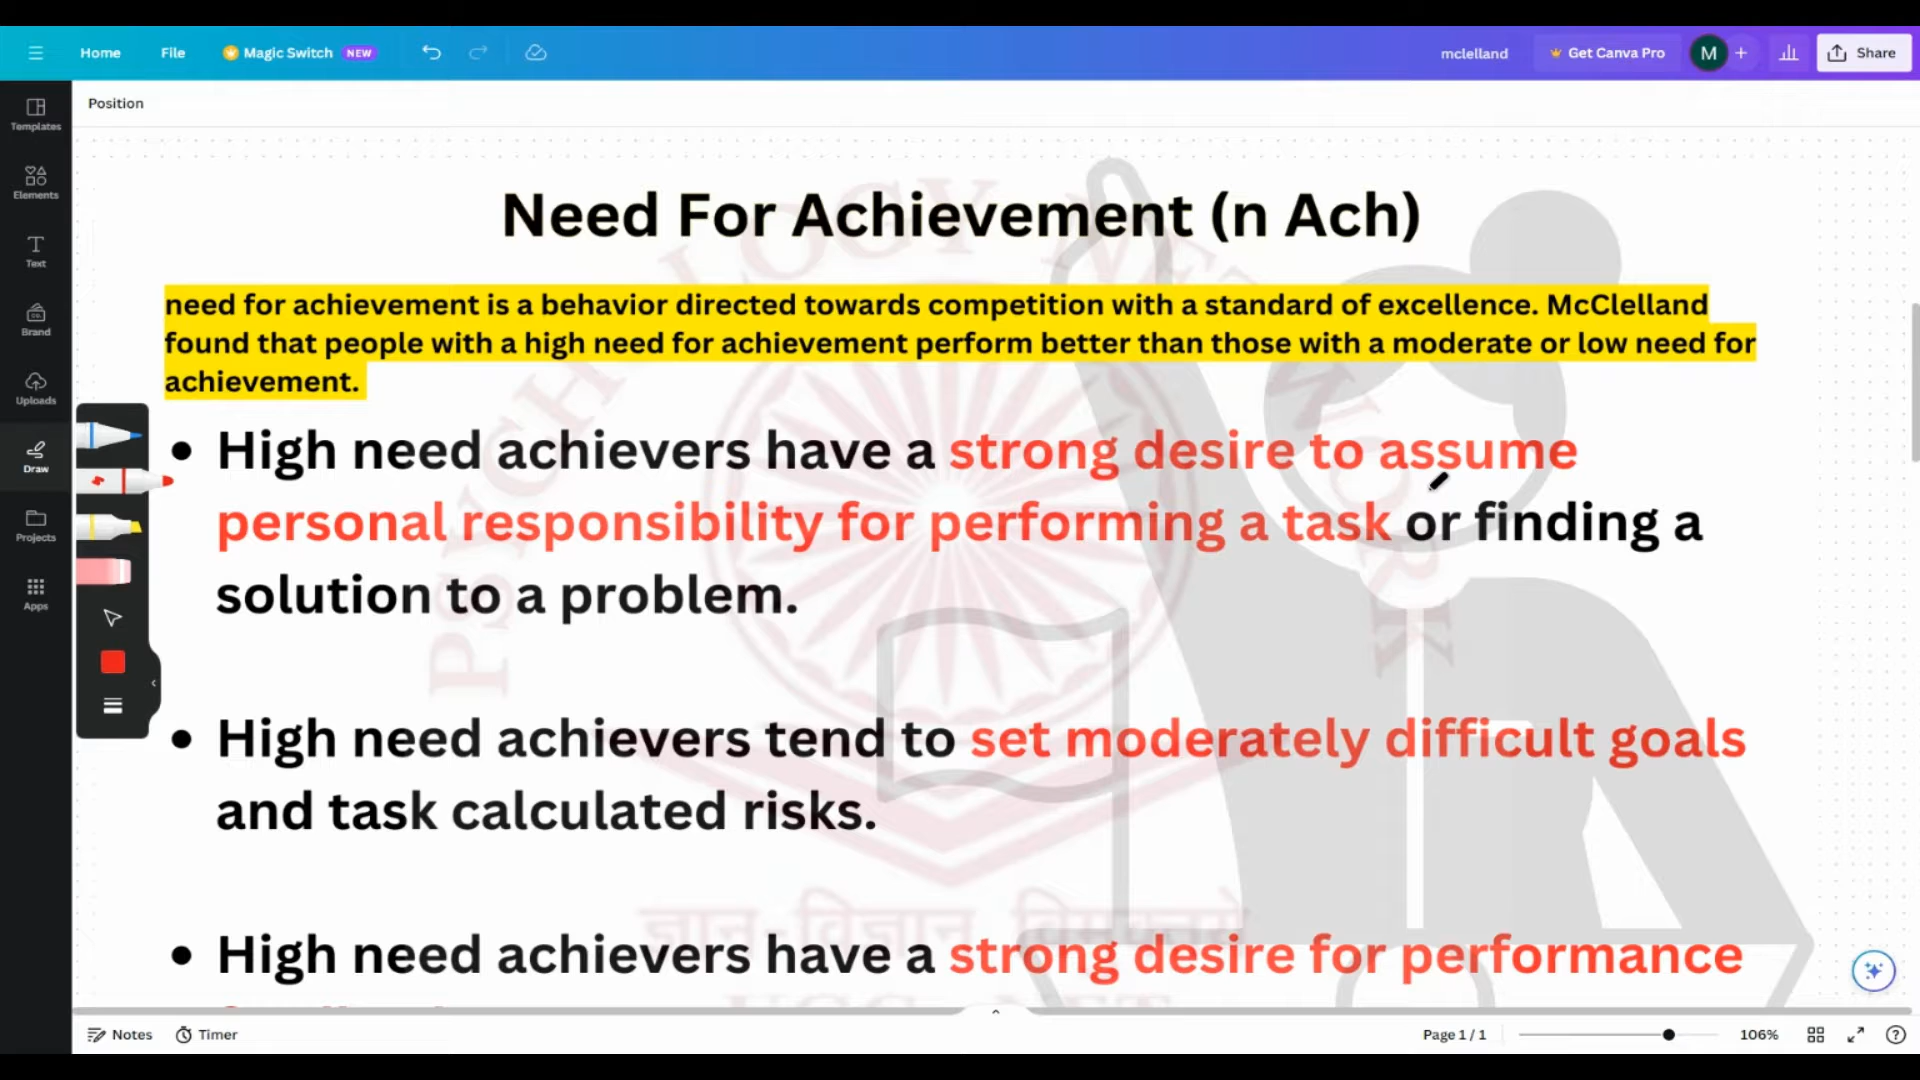 Home File Magic Switch NEW mclelland Get Canva Pro M + Share
Position
Templates
Elements
Text
Brand
Uploads
Draw
Projects
Apps
Need For Achievement (n Ach)
need for achievement is a behavior directed towards competition with a standard of excellence. McClelland
found that people with a high need for achievement perform better than those with a moderate or low need for
achievement.
• High need achievers have a strong desire to assume
personal responsibility for performing a task or finding a
solution to a problem.
• High need achievers tend to set moderately difficult goals
and task calculated risks.
• High need achievers have a strong desire for performance
PSYCHOLOGY NETWORK
ज्ञान-विज्ञान विमुक्तये
UGC NET
Notes Timer Page 1 / 1 106%